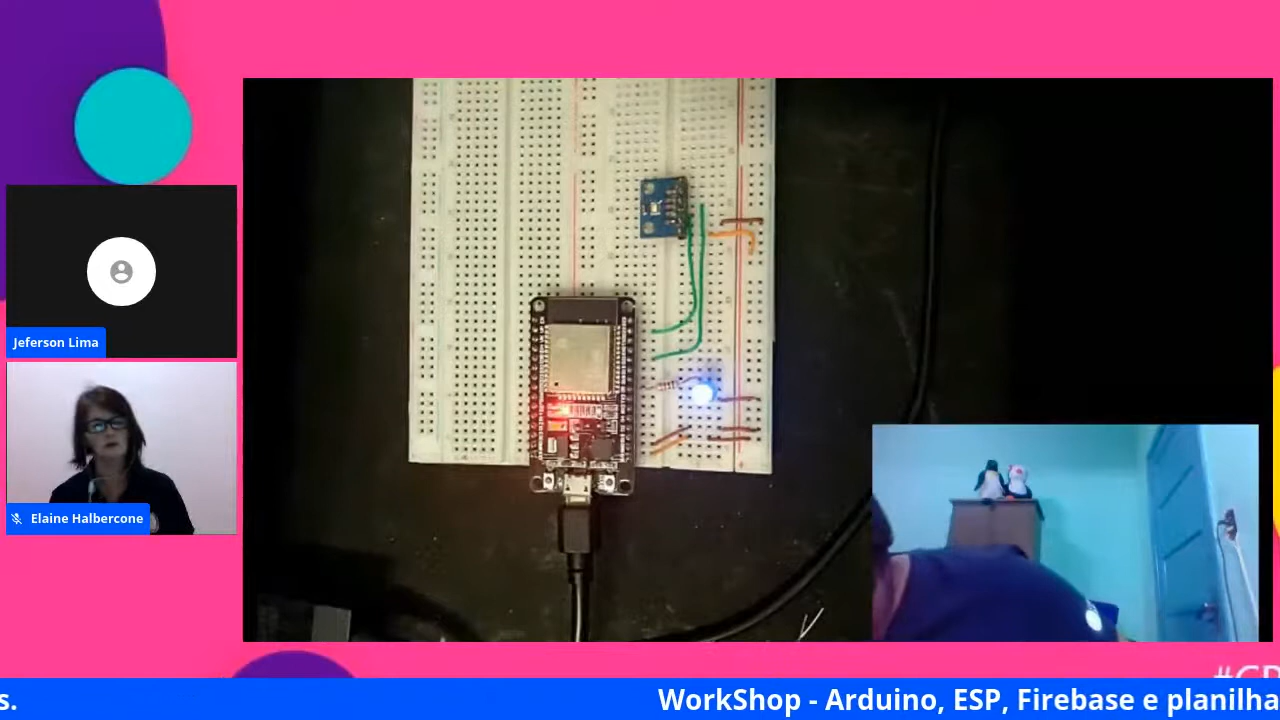 Jeferson Lima
Elaine Halbercone
s. WorkShop - Arduino, ESP, Firebase e planilha